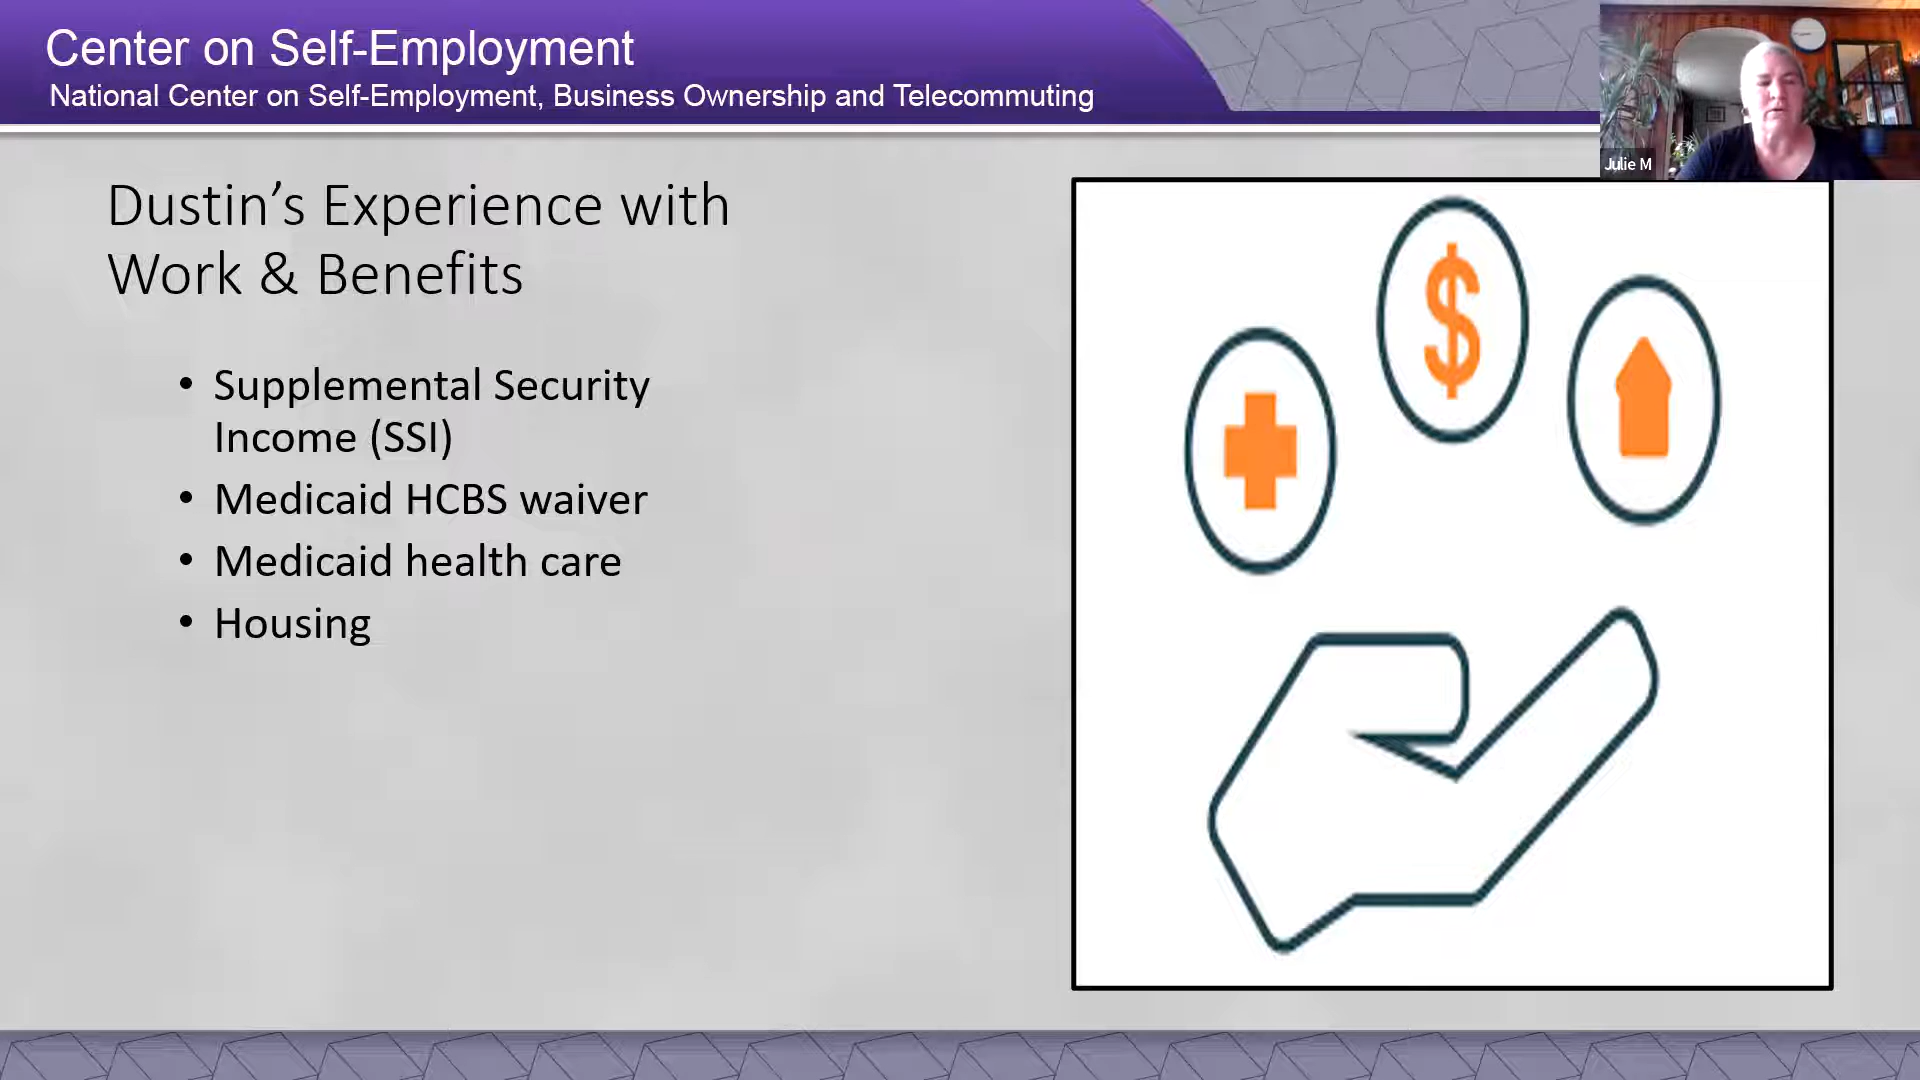 Center on Self-Employment
National Center on Self-Employment, Business Ownership and Telecommuting
Julie M
Dustin’s Experience with
Work & Benefits
• Supplemental Security
Income (SSI)
• Medicaid HCBS waiver
• Medicaid health care
• Housing
$